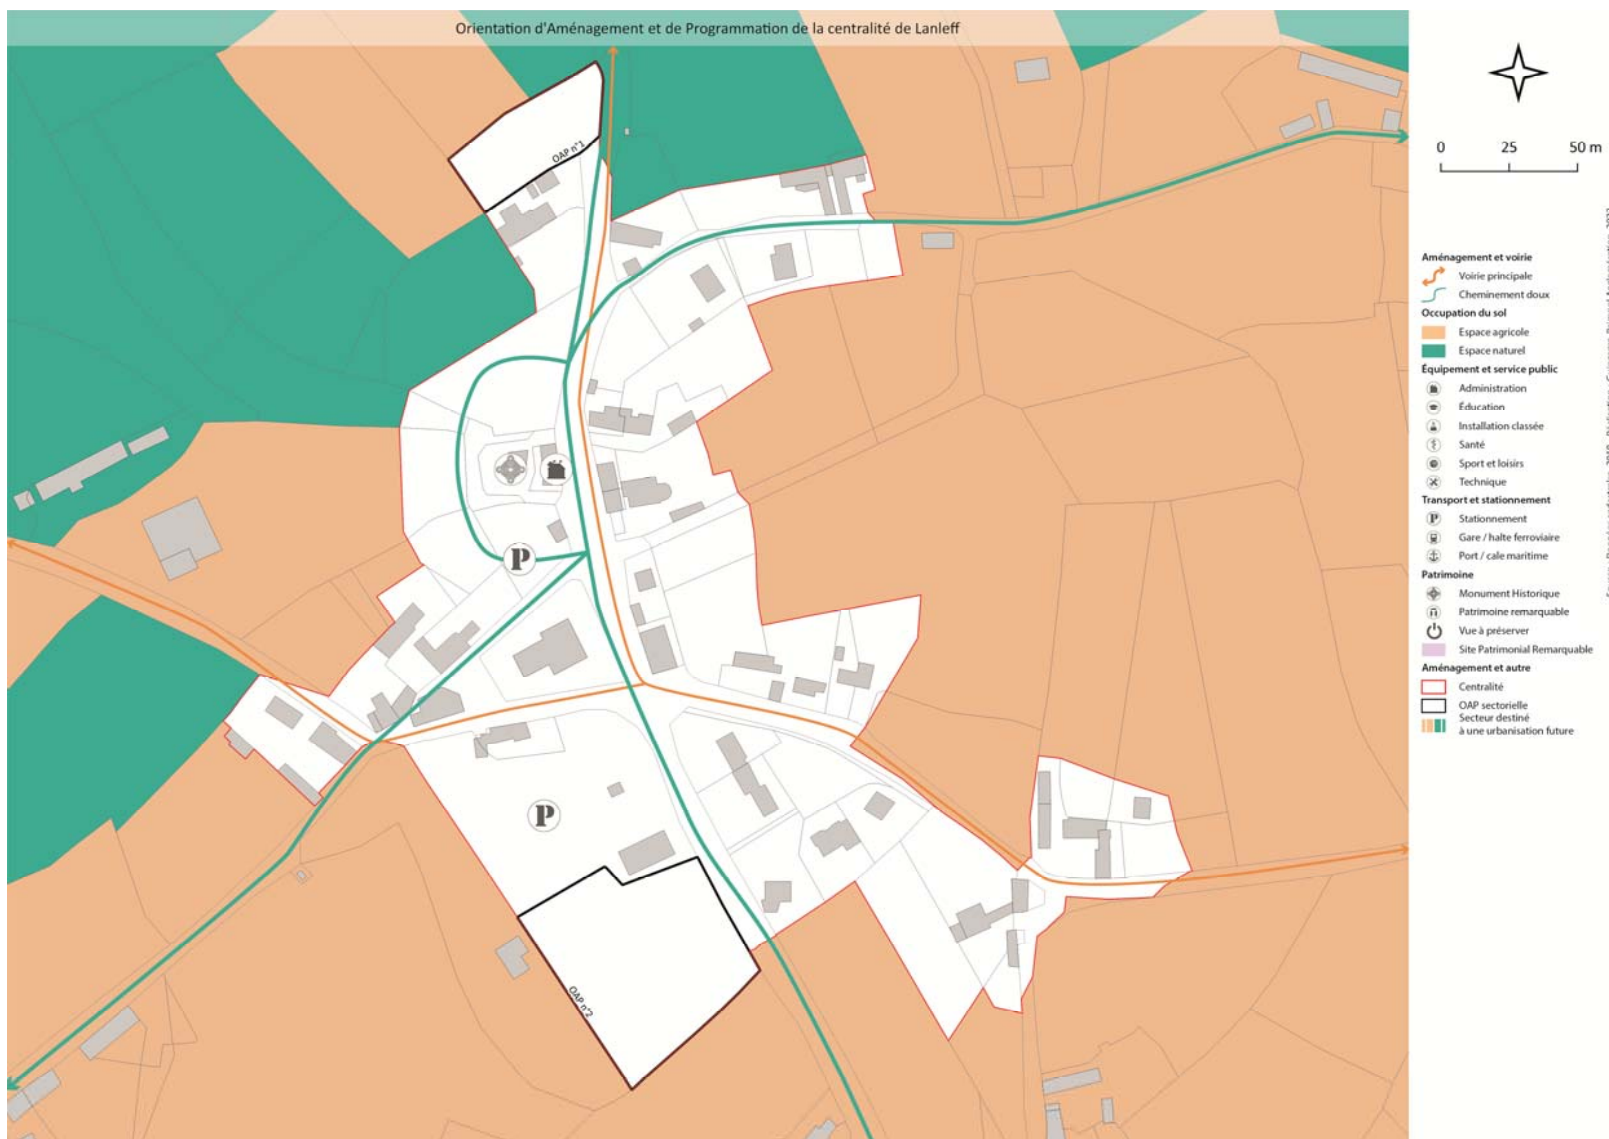 Orientation d'Aménagement et de Programmation de la centralité de Lanleff
OAP n°1
P
P
OAP n°2
0 25 50 m
Aménagement et voirie
Voirie principale
Cheminement doux
Occupation du sol
Espace agricole
Espace naturel
Équipement et service public
Administration
Éducation
Installation classée
Santé
Sport et loisirs
Technique
Transport et stationnement
P Stationnement
Gare / halte ferroviaire
Port / cale maritime
Patrimoine
Monument Historique
Patrimoine remarquable
Vue à préserver
Site Patrimonial Remarquable
Aménagement et autre
Centralité
OAP sectorielle
Secteur destiné
à une urbanisation future